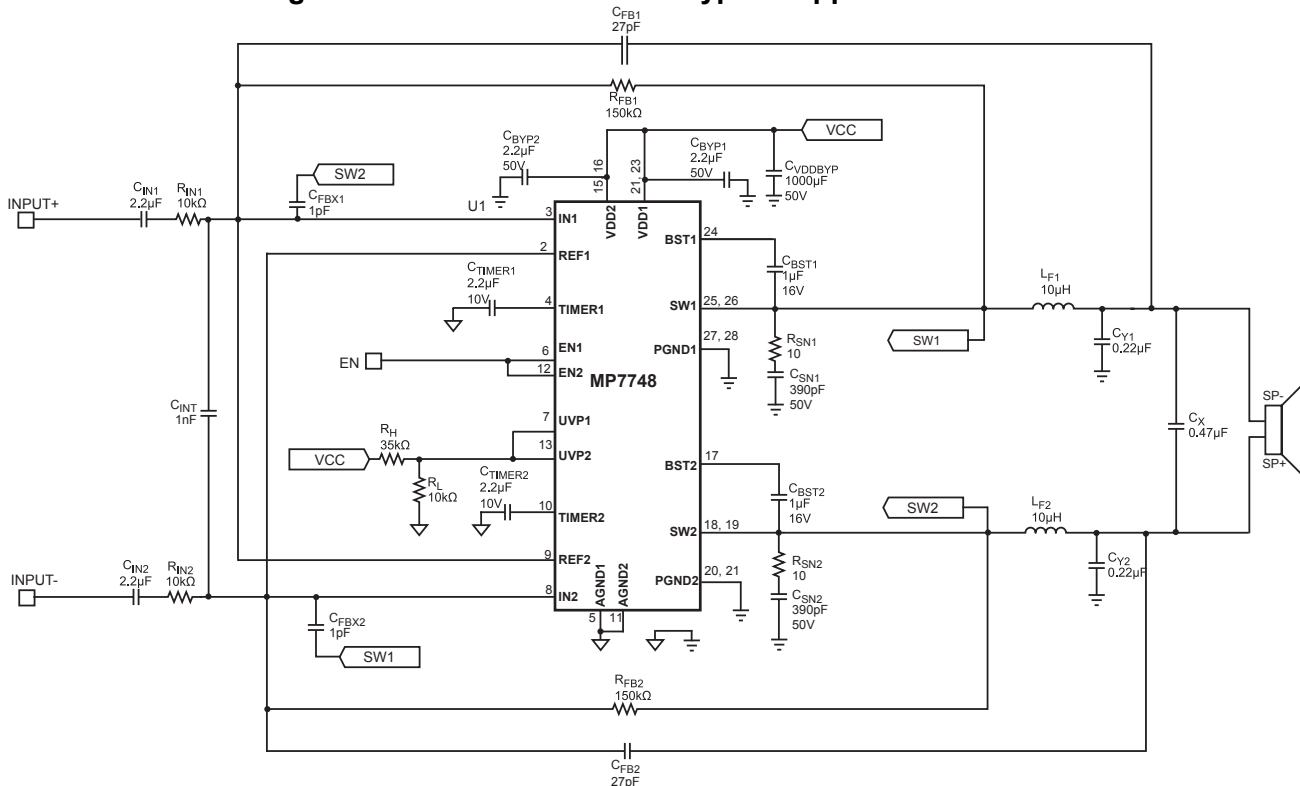 CFB1
27pF
RFB1
150kΩ
VCC
CBYP2
2.2µF
50V
15, 16
21, 23
CBYP1
2.2µF
50V
CVDDBYP
1000µF
50V
SW2
CFBX1
1pF
INPUT+
CIN1
2.2µF
RIN1
10kΩ
U1
3
IN1
VDD2
VDD1
BST1
24
2
REF1
CBST1
1µF
16V
CTIMER1
2.2µF
10V
4
TIMER1
SW1
25, 26
LF1
10µH
EN
6
EN1
12
EN2
MP7748
PGND1
27, 28
RSN1
10
CSN1
390pF
50V
SW1
CY1
0.22µF
CX
0.47µF
SP-
SP+
CINT
1nF
7
UVP1
13
UVP2
VCC
RH
35kΩ
RL
10kΩ
BST2
17
CBST2
1µF
16V
SW2
CTIMER2
2.2µF
10V
10
TIMER2
SW2
18, 19
LF2
10µH
9
REF2
RSN2
10
CSN2
390pF
50V
CY2
0.22µF
PGND2
20, 21
INPUT-
CIN2
2.2µF
RIN2
10kΩ
8
IN2
AGND1
AGND2
5
11
CFBX2
1pF
SW1
RFB2
150kΩ
CFB2
27pF